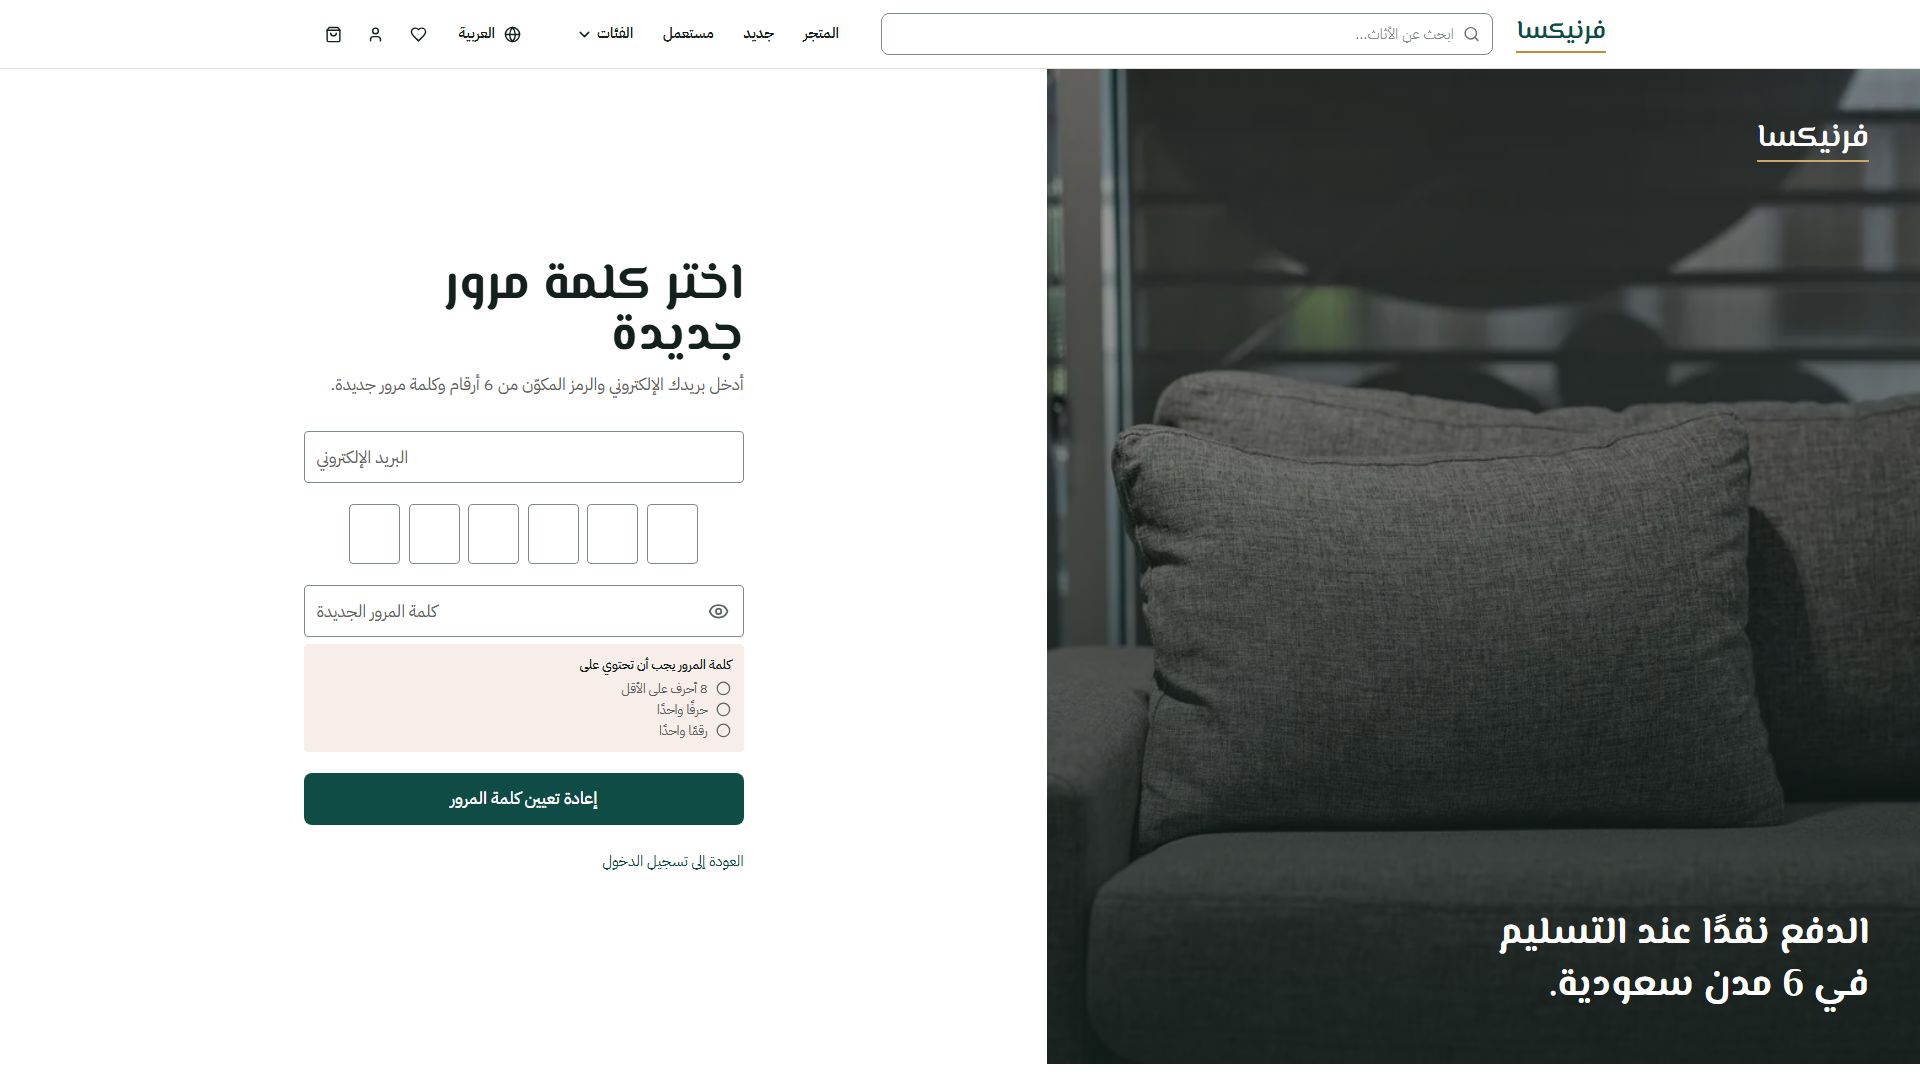 فرنيكسا
ابحث عن الأثاث...
المتجر
جديد
مستعمل
الفئات
العربية
فرنيكسا
الدفع نقدًا عند التسليم
في 6 مدن سعودية.
اختر كلمة مرور
جديدة
أدخل بريدك الإلكتروني والرمز المكوّن من 6 أرقام وكلمة مرور جديدة.
البريد الإلكتروني
كلمة المرور الجديدة
كلمة المرور يجب أن تحتوي على
8 أحرف على الأقل
حرفًا واحدًا
رقمًا واحدًا
إعادة تعيين كلمة المرور
العودة إلى تسجيل الدخول